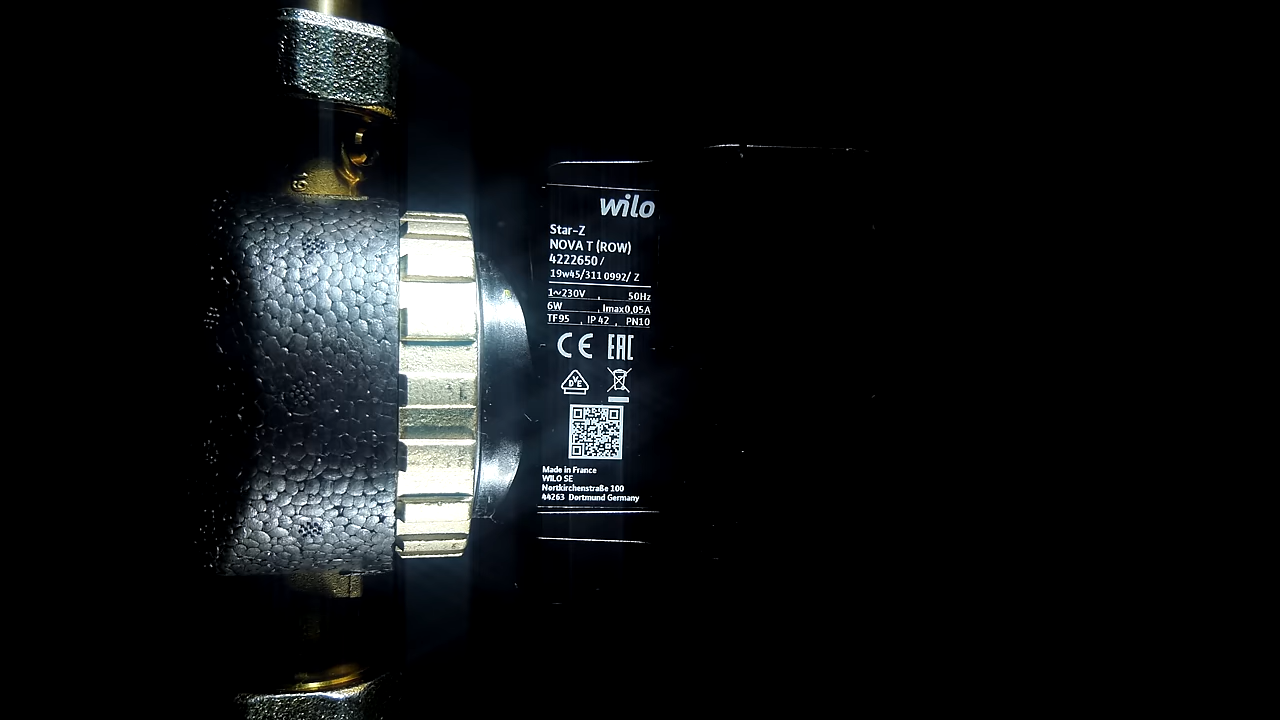 wilo
Star-Z
NOVA T (ROW)
4222650/
19w45/311 0992/ Z
1~230V 50Hz
6W Imax0,05A
TF95 IP 42 PN10
CE EAC
VDE
Made in France
WILO SE
Nortkirchenstraße 100
44263 Dortmund Germany